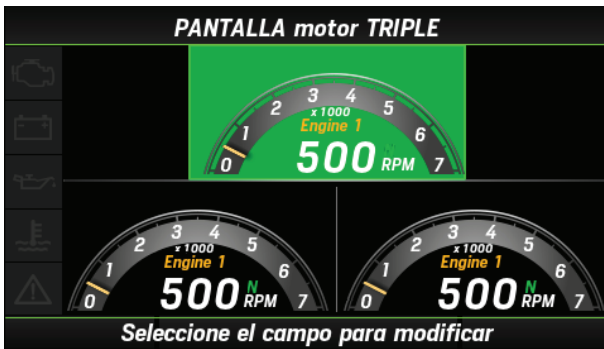 PANTALLA motor TRIPLE
0 1 2 3 4 5 6 7
x 1000
Engine 1
N
500 RPM
0 1 2 3 4 5 6 7
x 1000
Engine 1
N
500 RPM
0 1 2 3 4 5 6 7
x 1000
Engine 1
N
500 RPM
Seleccione el campo para modificar